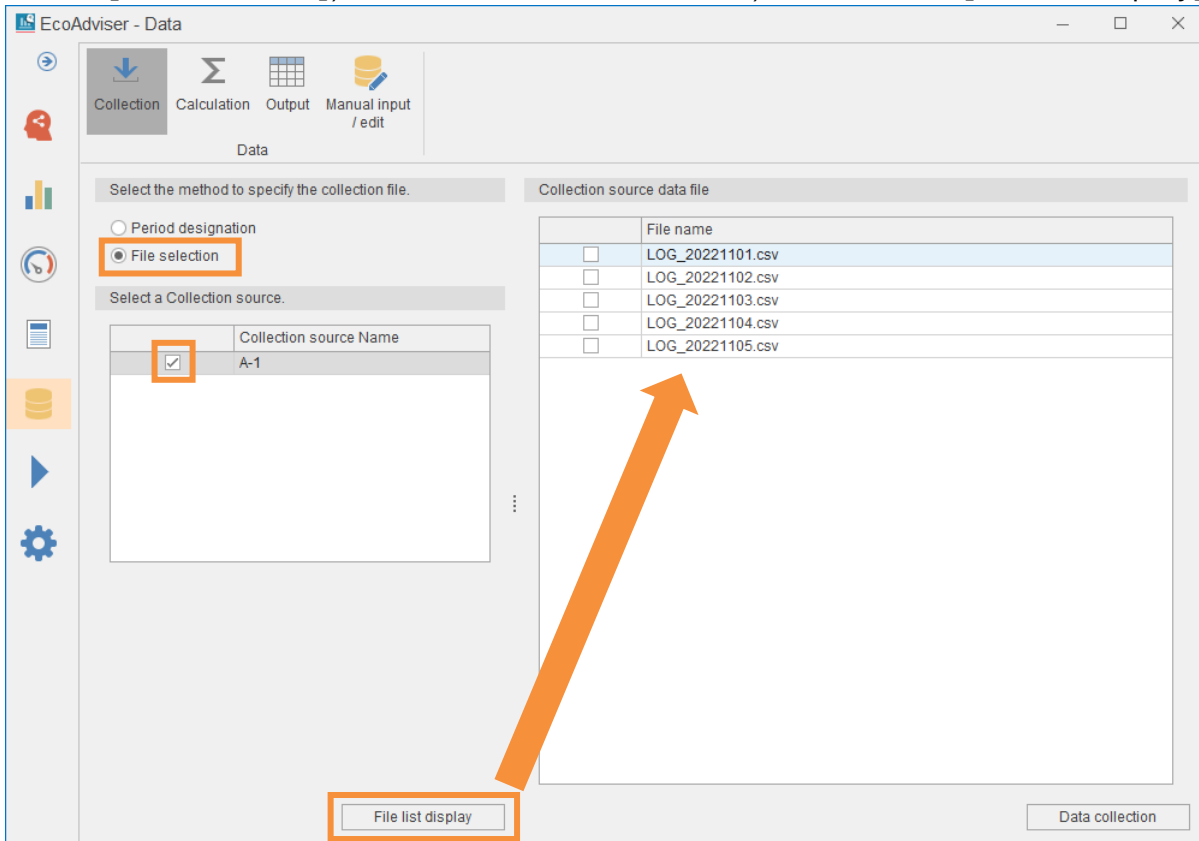 EcoAdviser - Data
Collection
Calculation
Output
Manual input
/ edit
Data
Select the method to specify the collection file.
Period designation
File selection
Select a Collection source.
Collection source Name
A-1
File list display
Collection source data file
File name
LOG_20221101.csv
LOG_20221102.csv
LOG_20221103.csv
LOG_20221104.csv
LOG_20221105.csv
Data collection